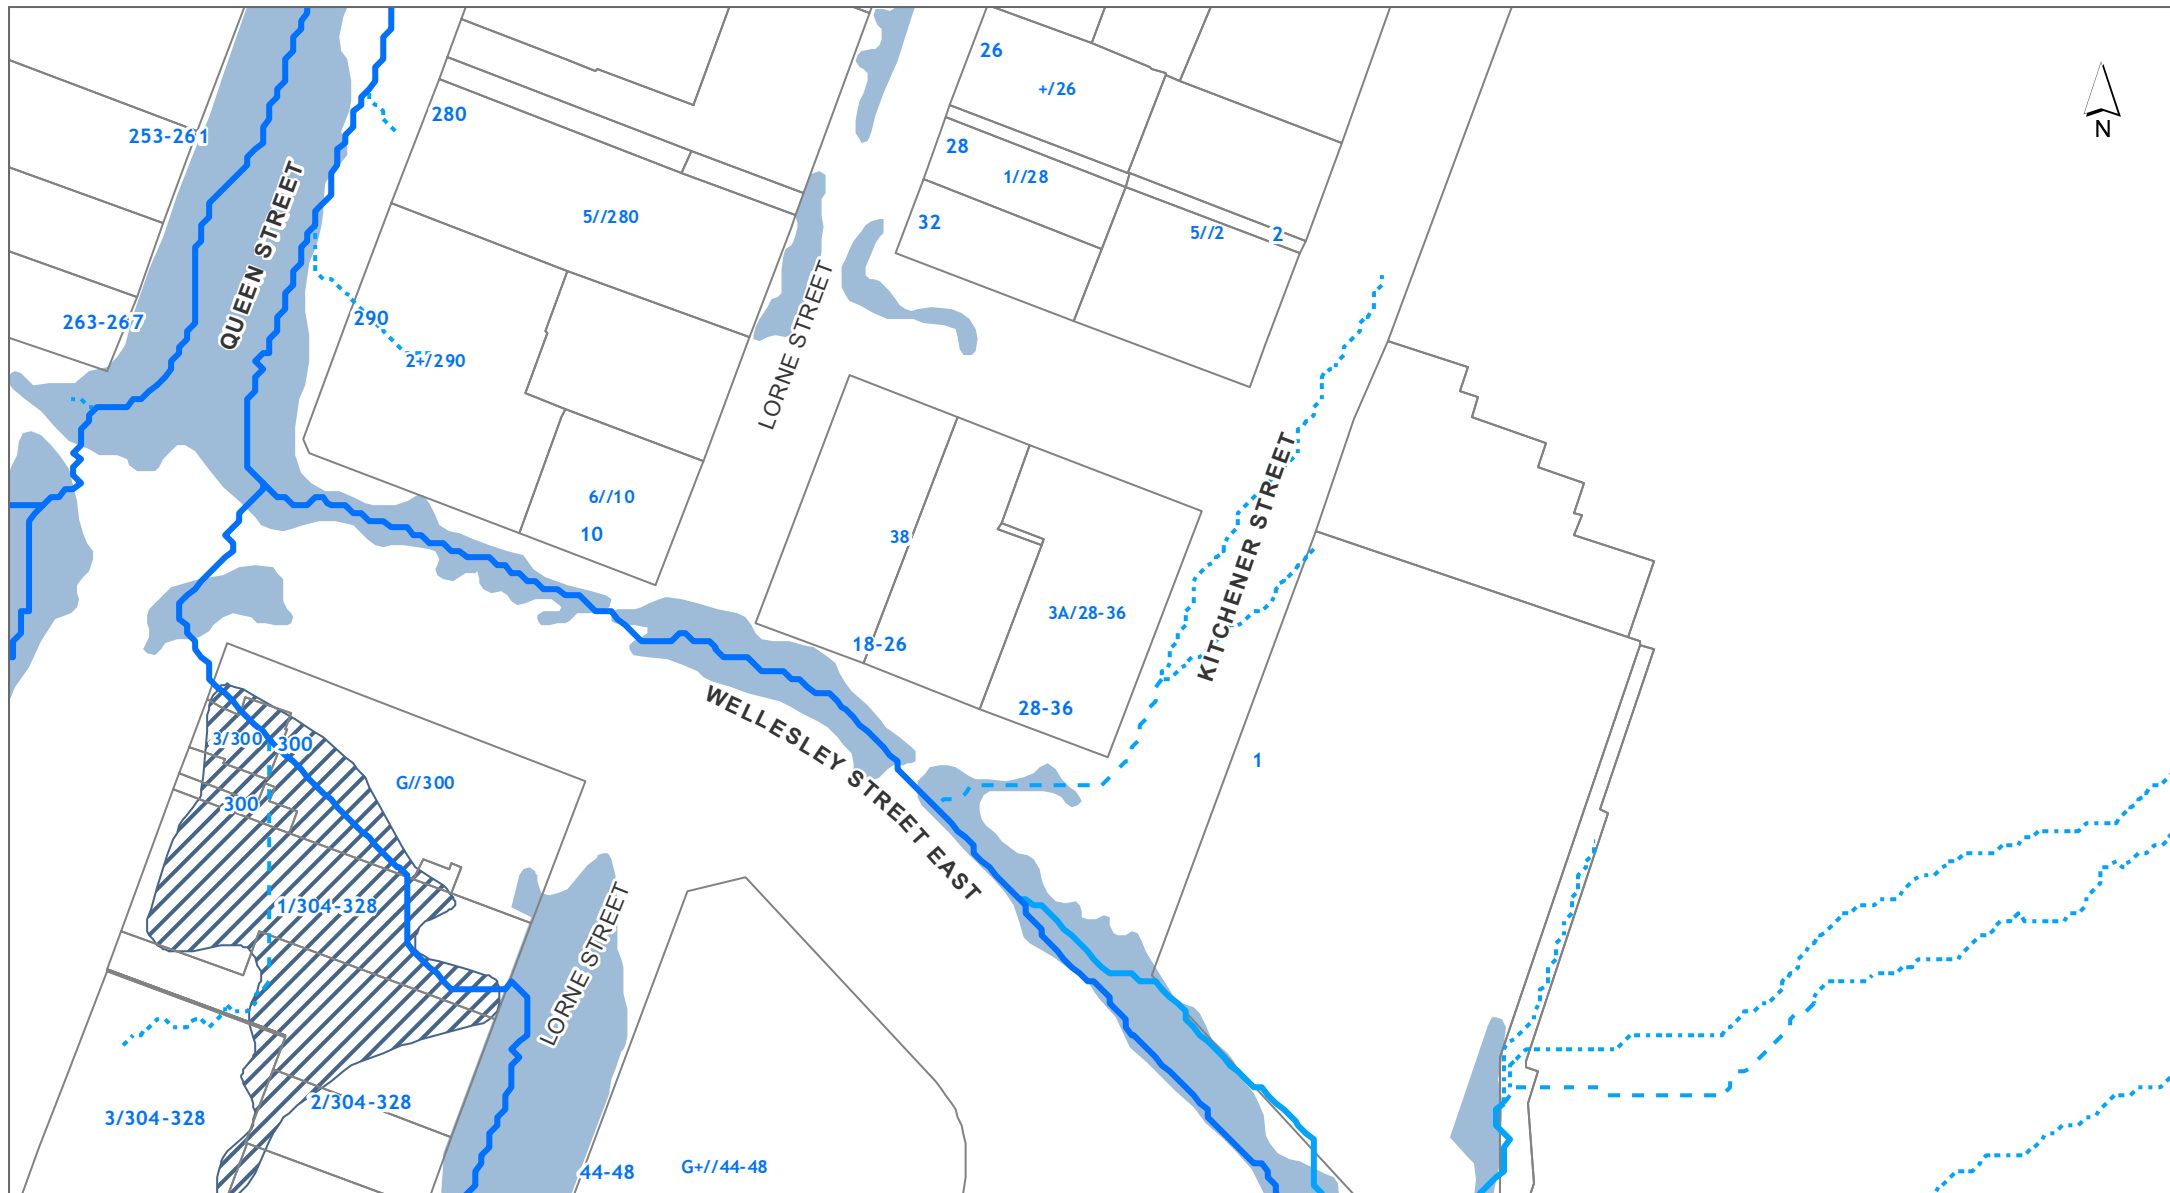 26
+/26
N
280
253-261
28
1//28
5//280
32
5//2
2
QUEEN STREET
263-267
290
2+/290
LORNE STREET
6//10
10
38
KITCHENER STREET
3A/28-36
18-26
28-36
WELLESLEY STREET EAST
3/300
300
1
G//300
300
1/304-328
LORNE STREET
2/304-328
3/304-328
44-48
G+//44-48